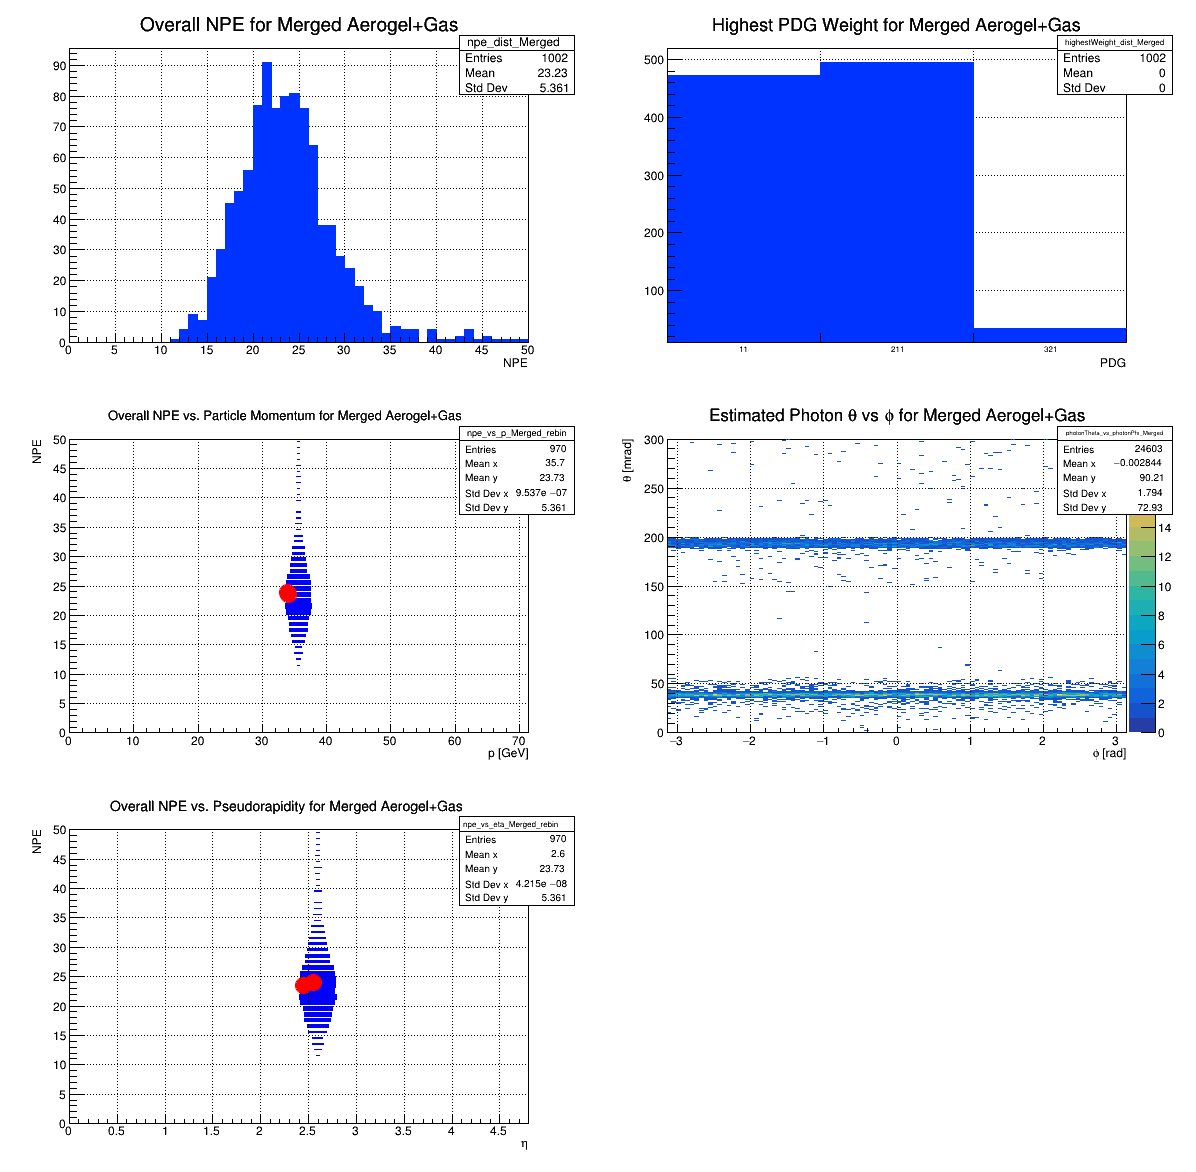 Overall NPE for Merged Aerogel+Gas
npe_dist_Merged
Entries 1002
Mean 23.23
Std Dev 5.361
90
80
70
60
50
40
30
20
10
0
0 5 10 15 20 25 30 35 40 45 50
NPE
Highest PDG Weight for Merged Aerogel+Gas
highestWeight_dist_Merged
Entries 1002
Mean 0
Std Dev 0
500
400
300
200
100
11 211 321
PDG
Overall NPE vs. Particle Momentum for Merged Aerogel+Gas
NPE
npe_vs_p_Merged_rebin
Entries 970
Mean x 35.7
Mean y 23.73
Std Dev x 9.537e −07
Std Dev y 5.361
50
45
40
35
30
25
20
15
10
5
0
0 10 20 30 40 50 60 70
p [GeV]
Estimated Photon θ vs ϕ for Merged Aerogel+Gas
θ [mrad]
photonTheta_vs_photonPhi_Merged
Entries 24603
Mean x −0.002844
Mean y 90.21
Std Dev x 1.794
Std Dev y 72.93
300
250
200
150
100
50
0
14
12
10
8
6
4
2
0
−3 −2 −1 0 1 2 3
ϕ [rad]
Overall NPE vs. Pseudorapidity for Merged Aerogel+Gas
NPE
npe_vs_eta_Merged_rebin
Entries 970
Mean x 2.6
Mean y 23.73
Std Dev x 4.215e −08
Std Dev y 5.361
50
45
40
35
30
25
20
15
10
5
0
0 0.5 1 1.5 2 2.5 3 3.5 4 4.5
η